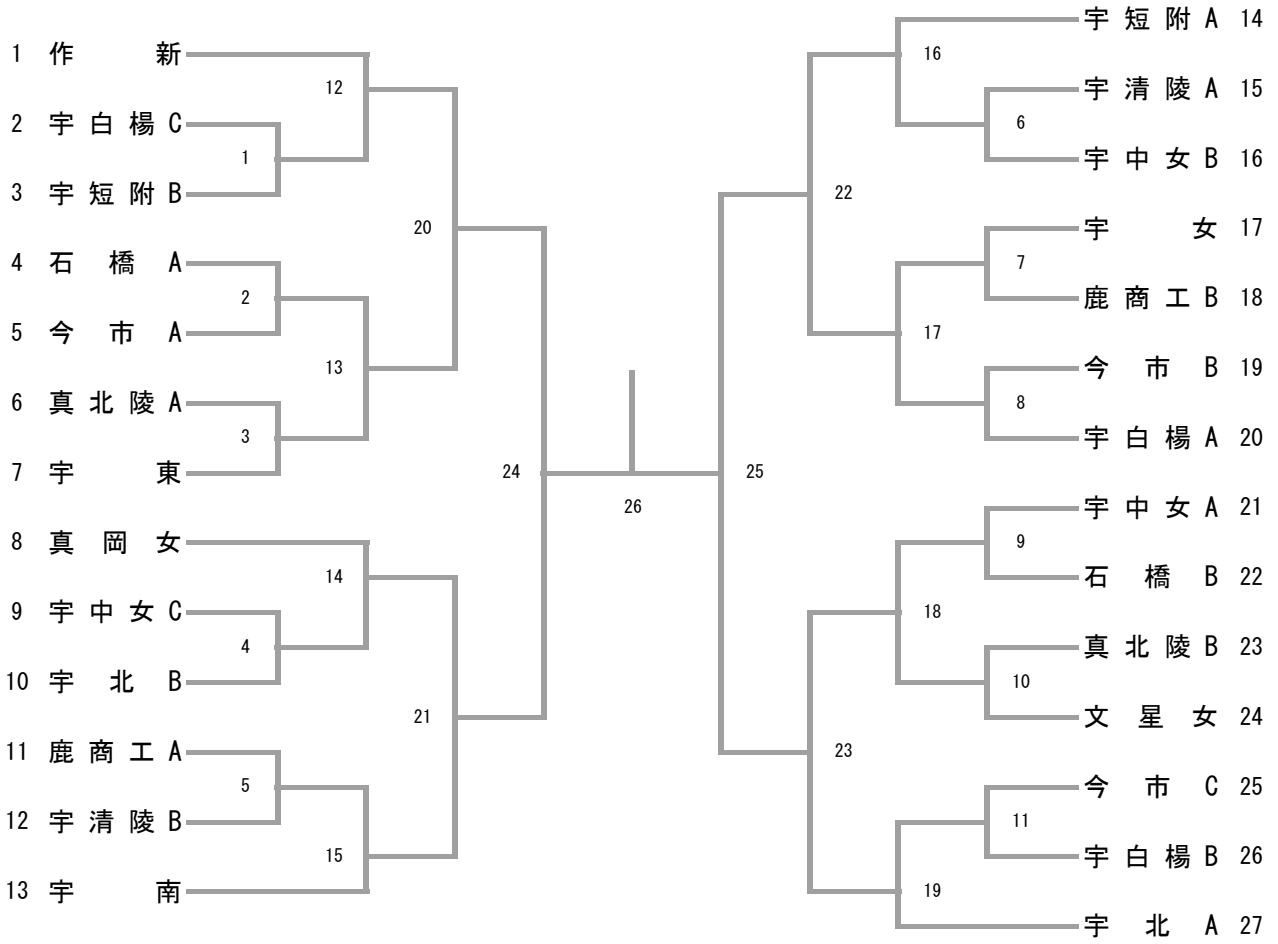 1 作 新
2 宇 白 楊 C
3 宇 短 附 B
4 石 橋 A
5 今 市 A
6 真 北 陵 A
7 宇 東
8 真 岡 女
9 宇 中 女 C
10 宇 北 B
11 鹿 商 工 A
12 宇 清 陵 B
13 宇 南
12
1
2
13
3
14
4
5
15
20
21
24
26
25
22
23
16
6
7
17
8
9
18
10
11
19
宇 短 附 A 14
宇 清 陵 A 15
宇 中 女 B 16
宇 女 17
鹿 商 工 B 18
今 市 B 19
宇 白 楊 A 20
宇 中 女 A 21
石 橋 B 22
真 北 陵 B 23
文 星 女 24
今 市 C 25
宇 白 楊 B 26
宇 北 A 27